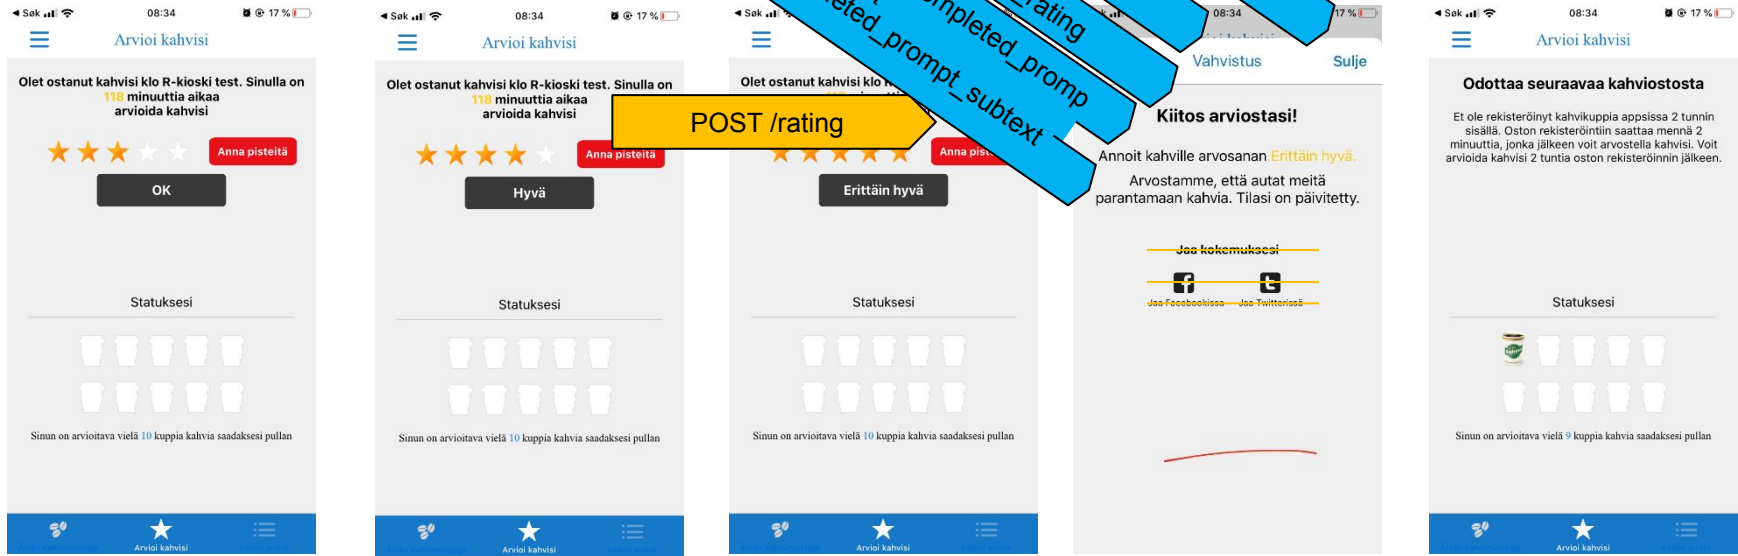 ◀ Søk
08:34
17 %
Arvioi kahvisi
Olet ostanut kahvisi klo R-kioski test. Sinulla on
118 minuuttia aikaa
arvioida kahvisi
Anna pisteitä
OK
Statuksesi
Sinun on arvioitava vielä 10 kuppia kahvia saadaksesi pullan
Arvioi kahvisi
◀ Søk
08:34
17 %
Arvioi kahvisi
Olet ostanut kahvisi klo R-kioski test. Sinulla on
118 minuuttia aikaa
arvioida kahvisi
Anna pisteitä
Hyvä
Statuksesi
Sinun on arvioitava vielä 10 kuppia kahvia saadaksesi pullan
Arvioi kahvisi
POST /rating
◀ Søk
Olet ostanut kahvisi klo
Erittäin hyvä
Statuksesi
Sinun on arvioitava vielä 10 kuppia kahvia saadaksesi pullan
Arvioi kahvisi
_rating
ompleted_promp
eted_prompt_subtext
08:34
17 %
Vahvistus
Sulje
Kiitos arviostasi!
Annoit kahville arvosanan Erittäin hyvä.
Arvostamme, että autat meitä
parantamaan kahvia. Tilasi on päivitetty.
Jaa kokemuksesi
Jaa Facebookissa
Jaa Twitterissä
◀ Søk
08:34
17 %
Arvioi kahvisi
Odottaa seuraavaa kahviostosta
Et ole rekisteröinyt kahvikuppia appsissa 2 tunnin
sisällä. Oston rekisteröintiin saattaa mennä 2
minuuttia, jonka jälkeen voit arvostella kahvisi. Voit
arvioida kahvisi 2 tuntia oston rekisteröinnin jälkeen.
Statuksesi
Sinun on arvioitava vielä 9 kuppia kahvia saadaksesi pullan
Arvioi kahvisi